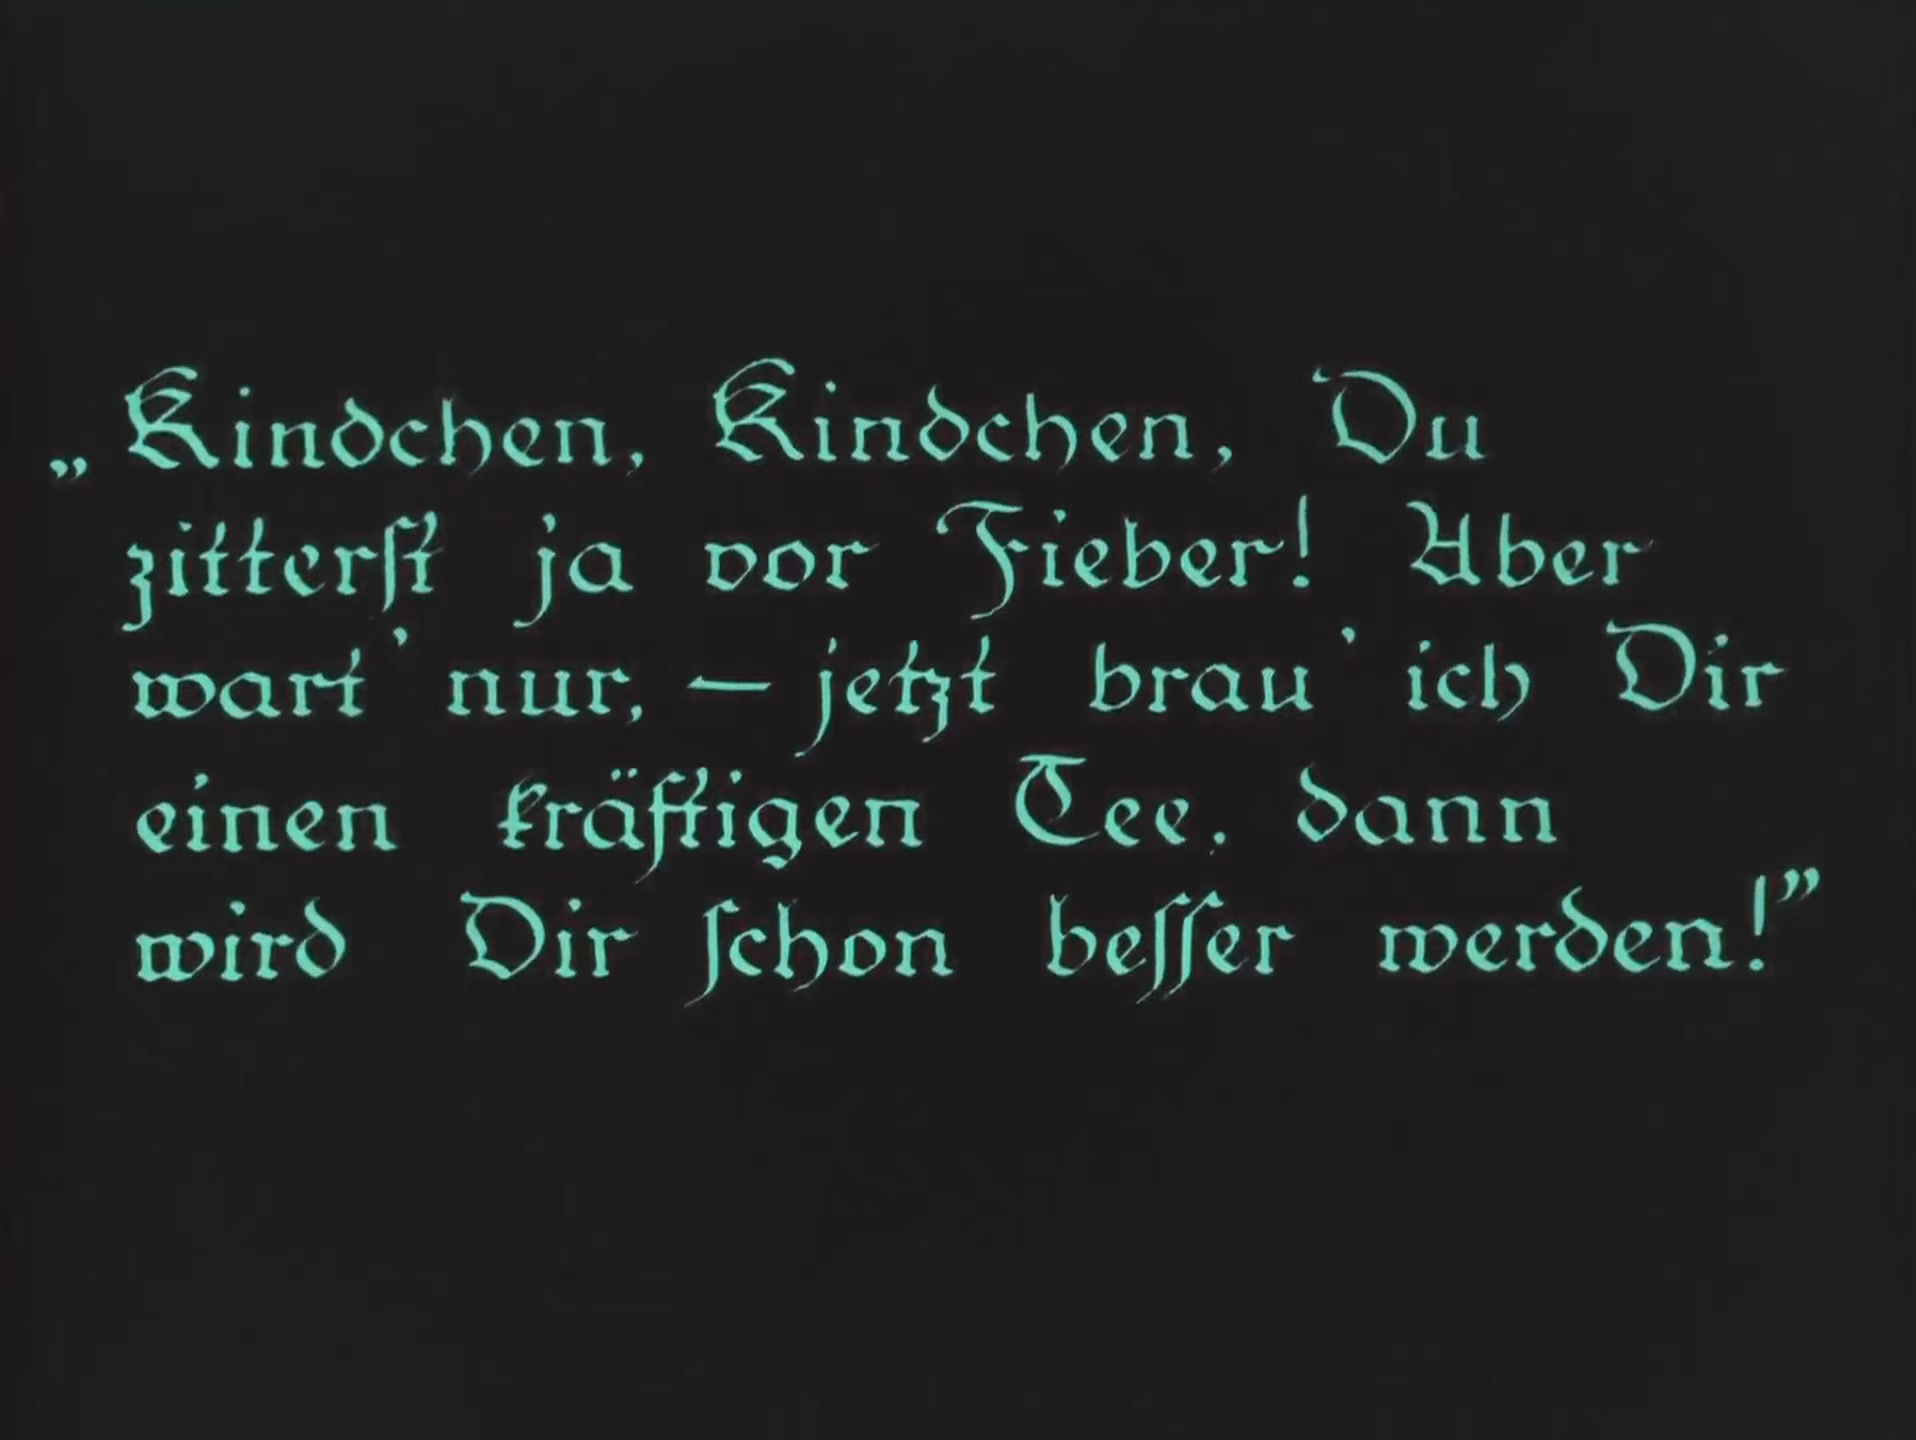 „Kindchen, Kindchen, Du
zitterſt ja vor Fieber! Aber
wart' nur, — jetzt brau' ich Dir
einen kräftigen Tee, dann
wird Dir ſchon beſſer werden!”